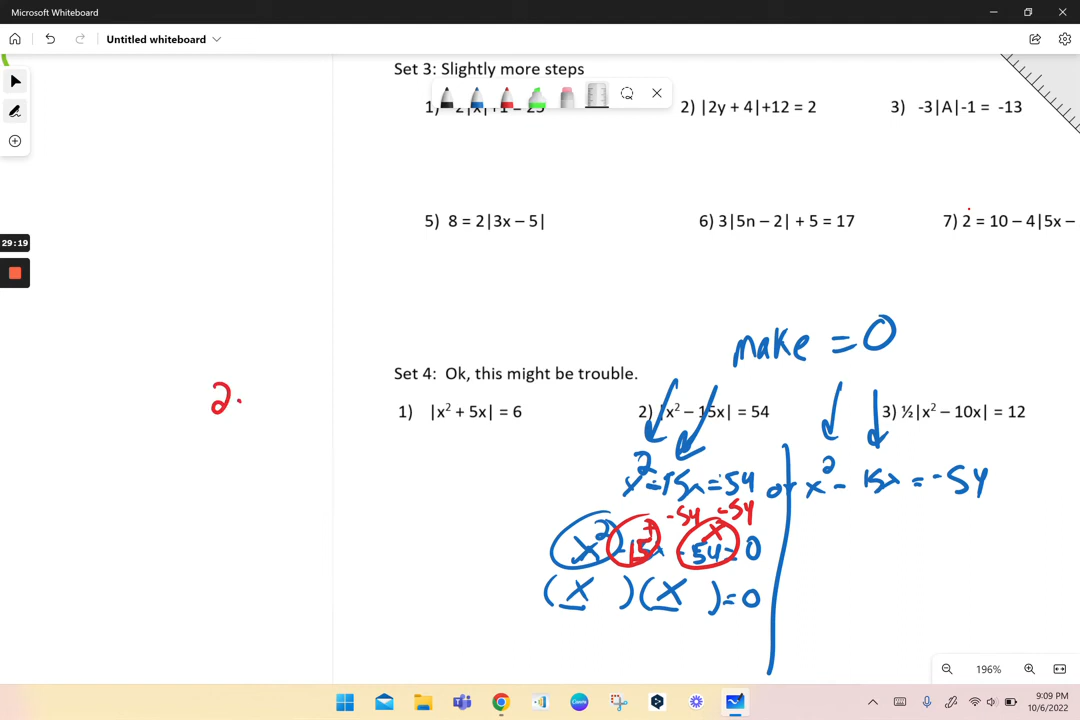 Microsoft Whiteboard
Untitled whiteboard
Set 3: Slightly more steps
2) |2y + 4|+12 = 2
3) -3|A|-1 = -13
5) 8 = 2|3x – 5|
6) 3|5n – 2| + 5 = 17
7) 2 = 10 – 4|5x –
29:19
make = 0
2.
Set 4: Ok, this might be trouble.
1) |x² + 5x| = 6
2) |x² – 15x| = 54
3) ½|x² – 10x| = 12
x² - 15x = 54 or x² - 15x = -54
-54 -54
x² - 15x - 54 = 0
(x )(x ) = 0
196%
9:09 PM
10/6/2022